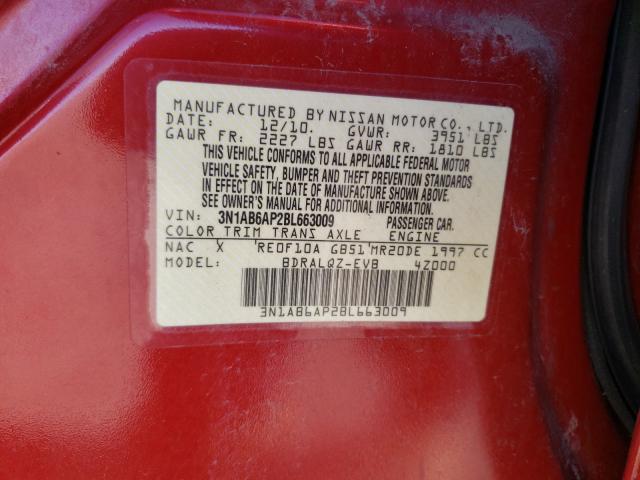 MANUFACTURED BY NISSAN MOTOR CO., LTD.
DATE: 12/10. GVWR: 3951 LBS
GAWR FR: 2227 LBS GAWR RR: 1810 LBS
THIS VEHICLE CONFORMS TO ALL APPLICABLE FEDERAL MOTOR
VEHICLE SAFETY, BUMPER AND THEFT PREVENTION STANDARDS
IN EFFECT ON THE DATE OF MANUFACTURE SHOWN ABOVE.
SEE OWNER'S MANUAL FOR ADDITIONAL INFORMATION.
VIN: 3N1AB6AP2BL663009 PASSENGER CAR.
COLOR TRIM TRANS AXLE ENGINE
NAC X RE0F10A GB51 MR20DE 1997 CC
MODEL: BDRALQZ-EVB 4Z000
3N1AB6AP2BL663009